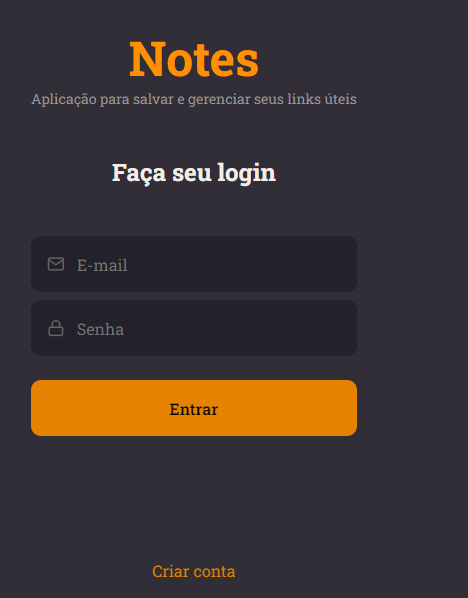 Notes
Aplicação para salvar e gerenciar seus links úteis
Faça seu login
E-mail
Senha
Entrar
Criar conta